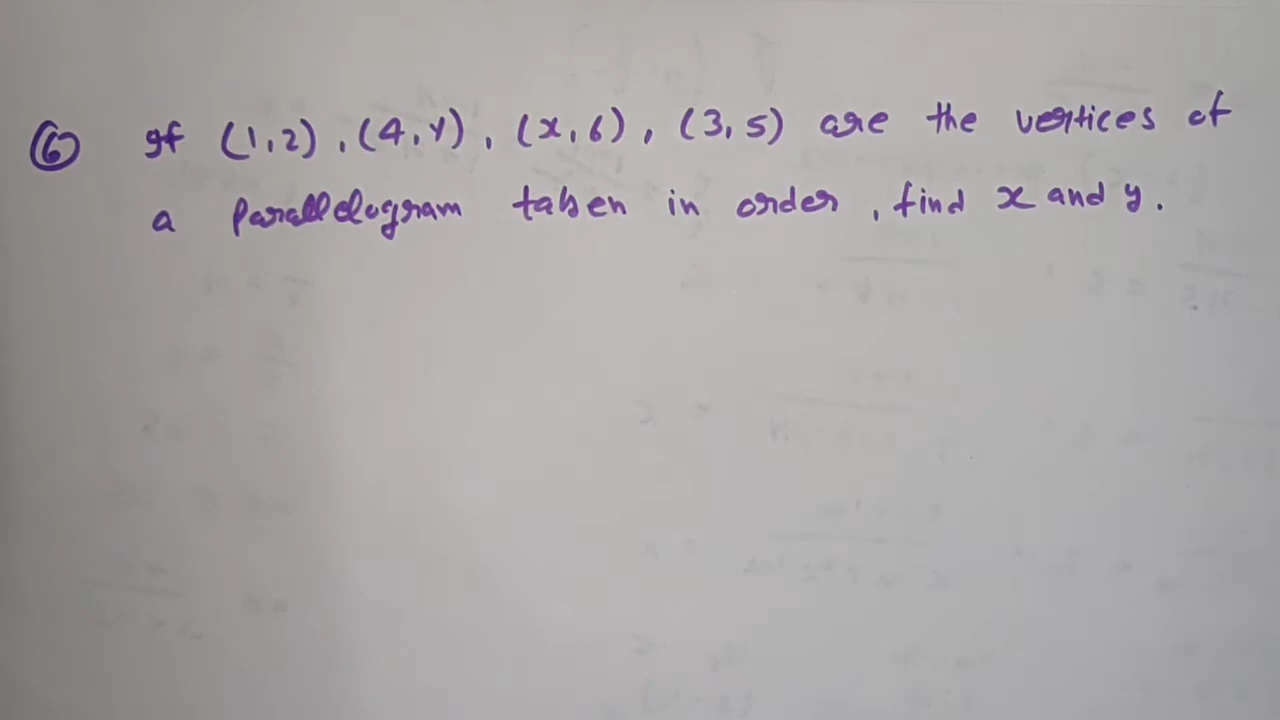 ⑥ If (1,2), (4,y), (x,6), (3,5) are the vertices of
a parallelogram taken in order, find x and y.